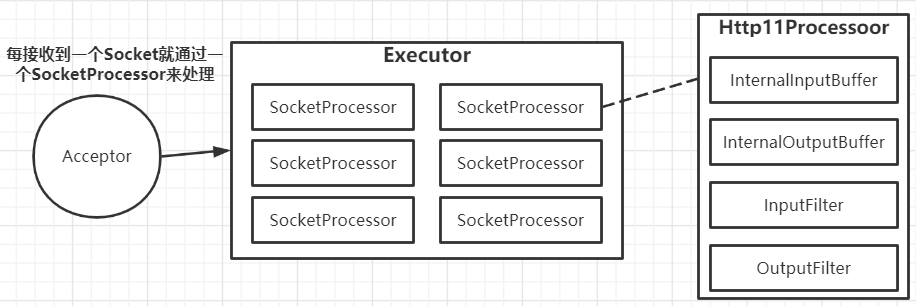 每接收到一个Socket就通过一
个SocketProcessor来处理
Acceptor
Executor
SocketProcessor
SocketProcessor
SocketProcessor
SocketProcessor
SocketProcessor
SocketProcessor
Http11Processoor
InternalInputBuffer
InternalOutputBuffer
InputFilter
OutputFilter